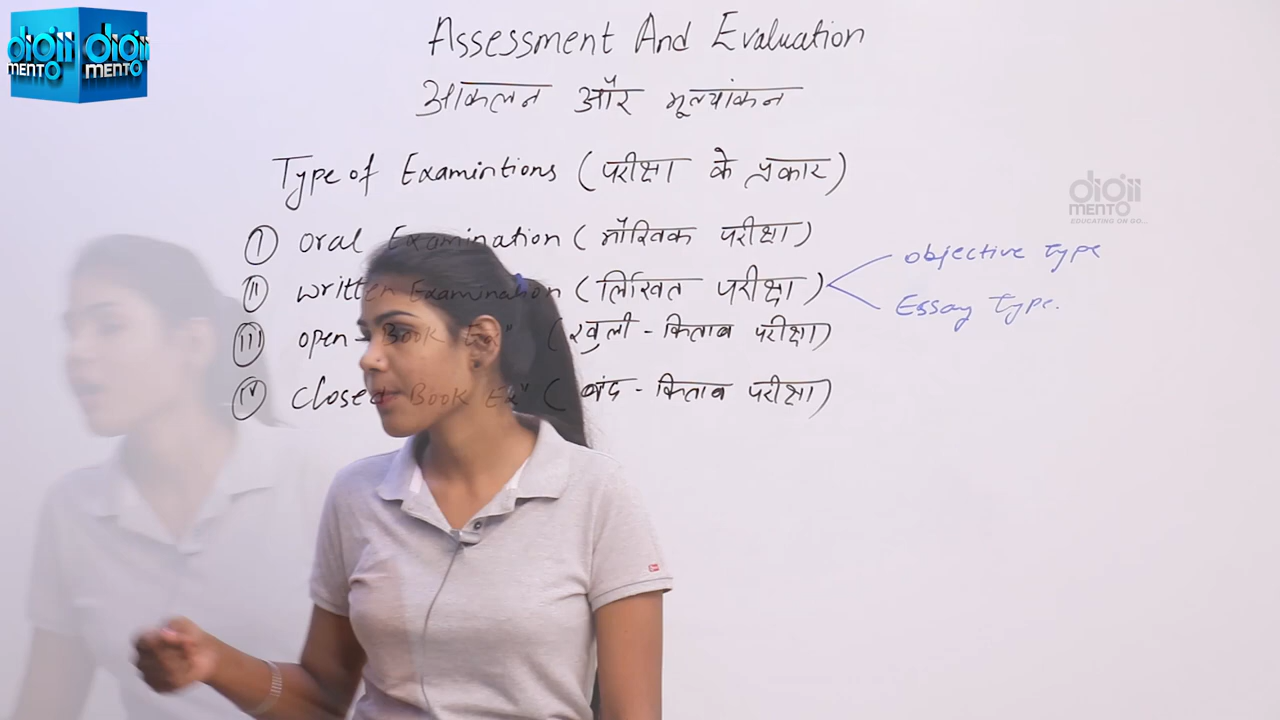 digii digii
MENTO MENTO
Assessment And Evaluation
आकलन और मूल्यांकन
Type of Examintions (परीक्षा के प्रकार)
digii
MENTO
EDUCATING ON GO...
I Oral Examination (मौखिक परीक्षा)
II written Examination (लिखित परीक्षा)
objective type
Essay type.
III open - Book Ex" (खुली - किताब परीक्षा)
IV Closed Book Ex" (बंद - किताब परीक्षा)